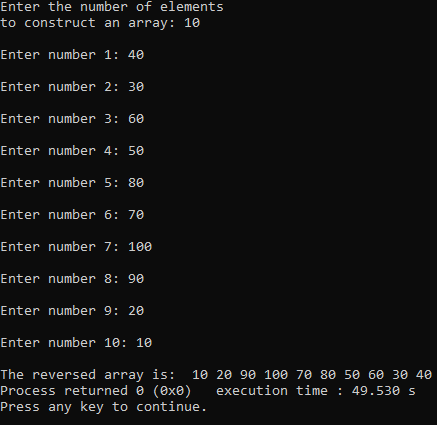 Enter the number of elements
to construct an array: 10
Enter number 1: 40
Enter number 2: 30
Enter number 3: 60
Enter number 4: 50
Enter number 5: 80
Enter number 6: 70
Enter number 7: 100
Enter number 8: 90
Enter number 9: 20
Enter number 10: 10
The reversed array is:  10 20 90 100 70 80 50 60 30 40
Process returned 0 (0x0)   execution time : 49.530 s
Press any key to continue.